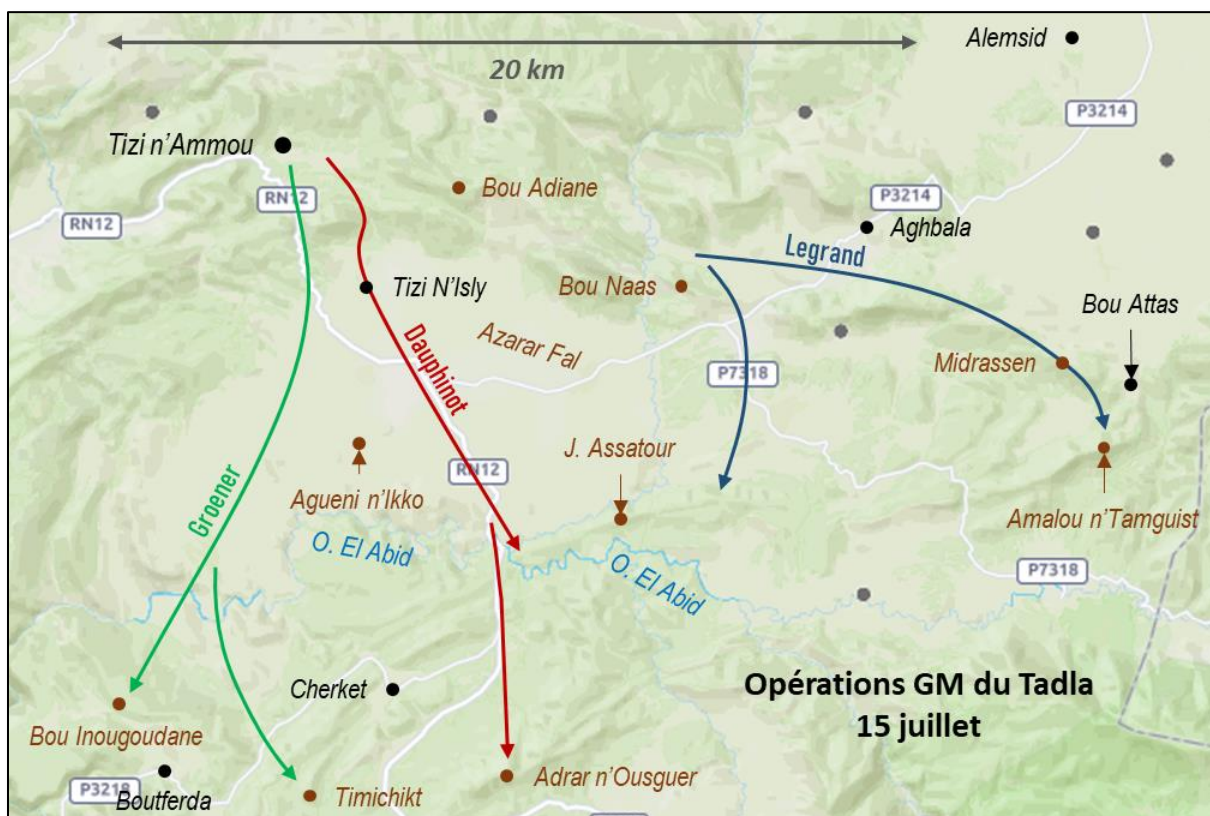 20 km
Alemsid
P3214
Tizi n’Ammou
RN12
RN12
Bou Adiane
P3214
Aghbala
Legrand
Tizi N’Isly
Bou Naas
Bou Attas
Azarar Fal
Dauphinot
P7318
Midrassen
J. Assatour
RN12
Agueni n’Ikko
Groener
Amalou n’Tamguist
O. El Abid
O. El Abid
P7318
Cherket
Opérations GM du Tadla
15 juillet
Bou Inougoudane
Boutferda
P3218
Timichikt
Adrar n’Ousguer